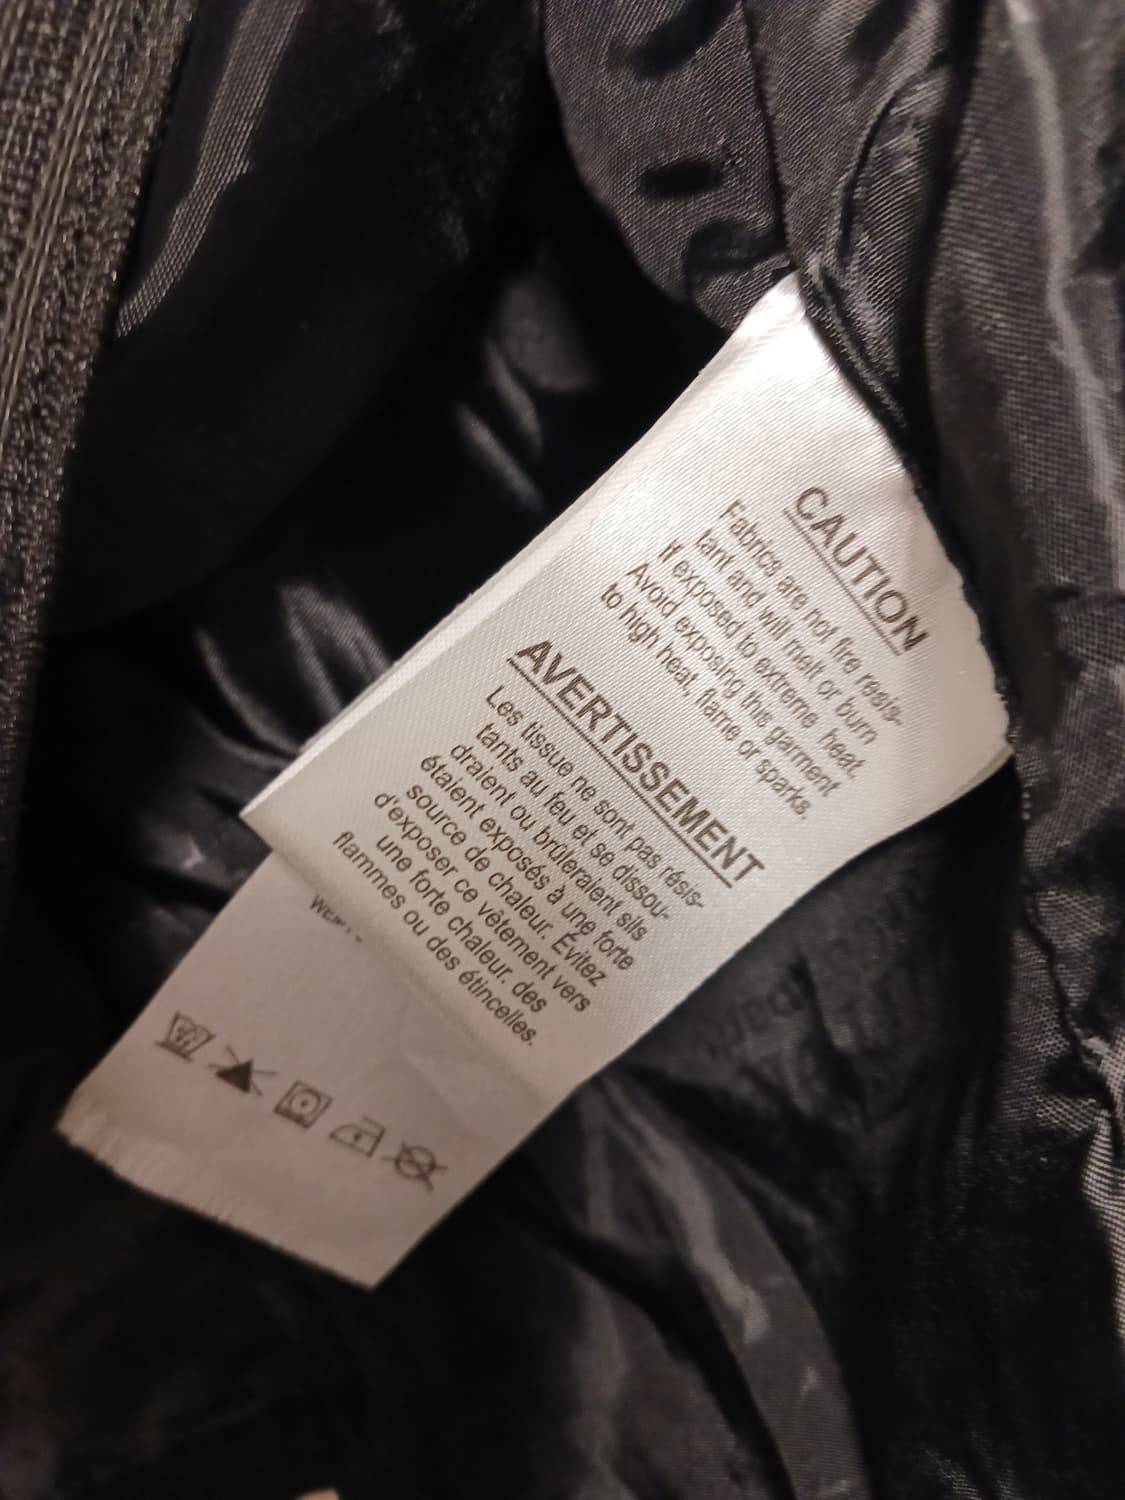 CAUTION
Fabrics are not fire resis-
tant and will melt or burn
if exposed to extreme heat.
Avoid exposing this garment
to high heat, flame or sparks.
AVERTISSEMENT
Les tissue ne sont pas résis-
tants au feu et se dissou-
draient ou brûleraient sils
étaient exposés à une forte
source de chaleur. Évitez
d'exposer ce vêtement vers
une forte chaleur. des
flammes ou des étincelles.